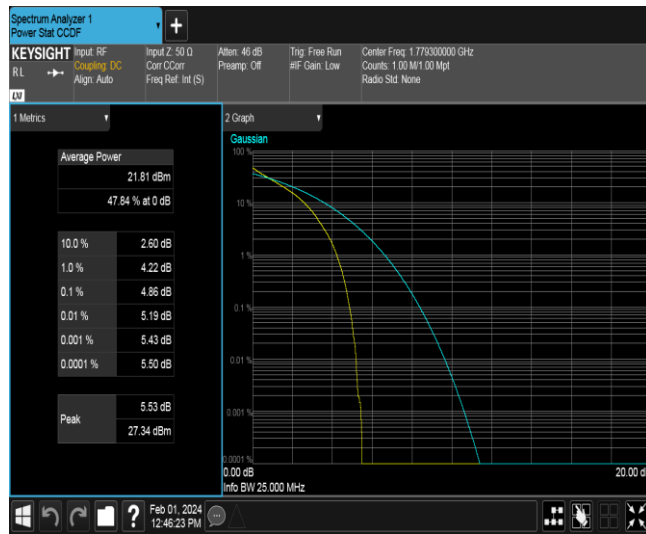 Spectrum Analyzer 1
Power Stat CCDF
+
KEYSIGHT
RL
LXI
Input: RF
Coupling: DC
Align: Auto
Input Z: 50 Ω
Corr CCorr
Freq Ref: Int (S)
Atten: 46 dB
Preamp: Off
Trig: Free Run
#IF Gain: Low
Center Freq: 1.779300000 GHz
Counts: 1.00 M/1.00 Mpt
Radio Std: None
1 Metrics
Average Power
21.81 dBm
47.84 % at 0 dB
10.0 % 2.60 dB
1.0 % 4.22 dB
0.1 % 4.86 dB
0.01 % 5.19 dB
0.001 % 5.43 dB
0.0001 % 5.50 dB
Peak
5.53 dB
27.34 dBm
2 Graph
Gaussian
100 %
10 %
1 %
0.1 %
0.01 %
0.001 %
0.0001 %
0.00 dB
20.00 d
Info BW 25.000 MHz
?
Feb 01, 2024
12:46:23 PM